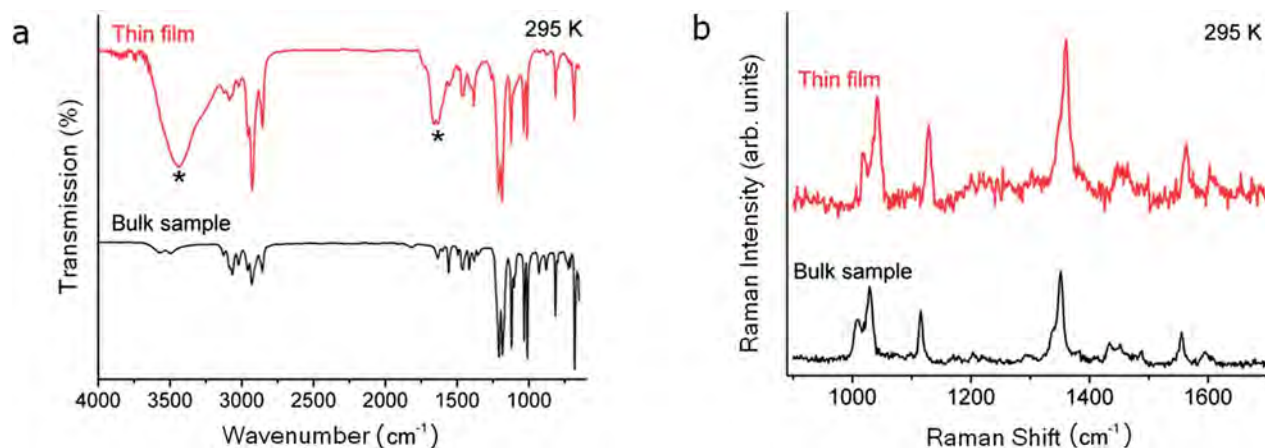 a
Thin film
295 K
*
*
Bulk sample
Transmission (%)
4000 3500 3000 2500 2000 1500 1000
Wavenumber (cm⁻¹)
b
295 K
Thin film
Bulk sample
Raman Intensity (arb. units)
1000 1200 1400 1600
Raman Shift (cm⁻¹)